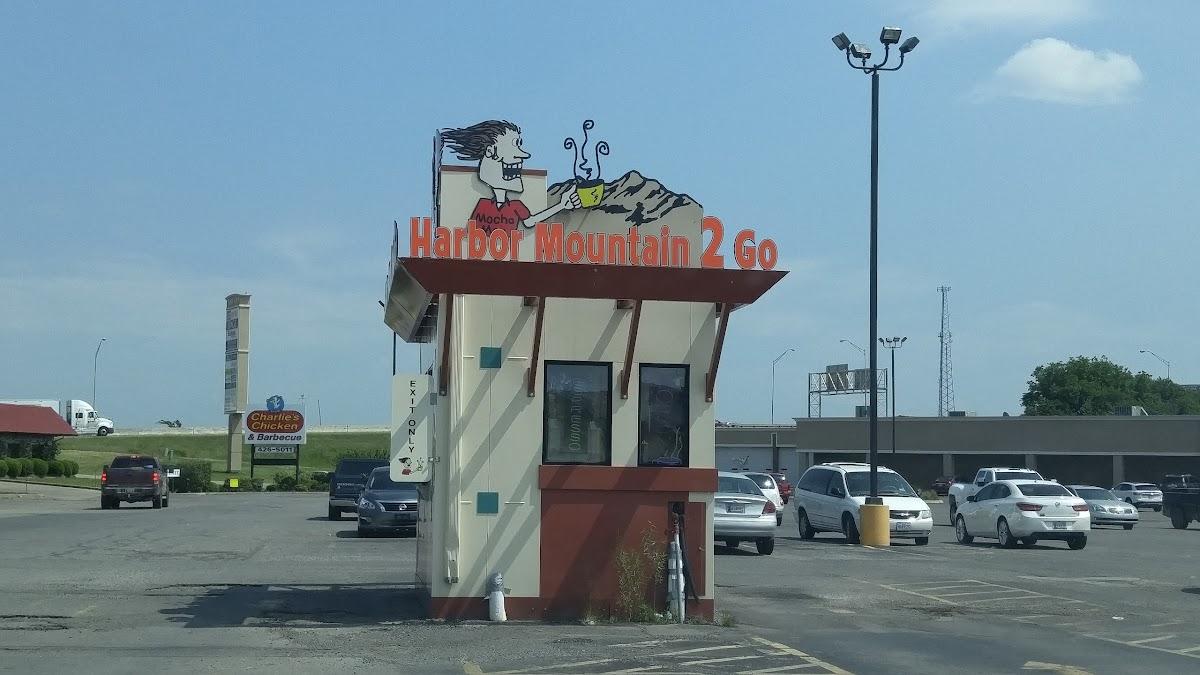 Mocha
Harbor Mountain 2 Go
EXIT ONLY
Charlie's
Chicken
& Barbecue
426-5011